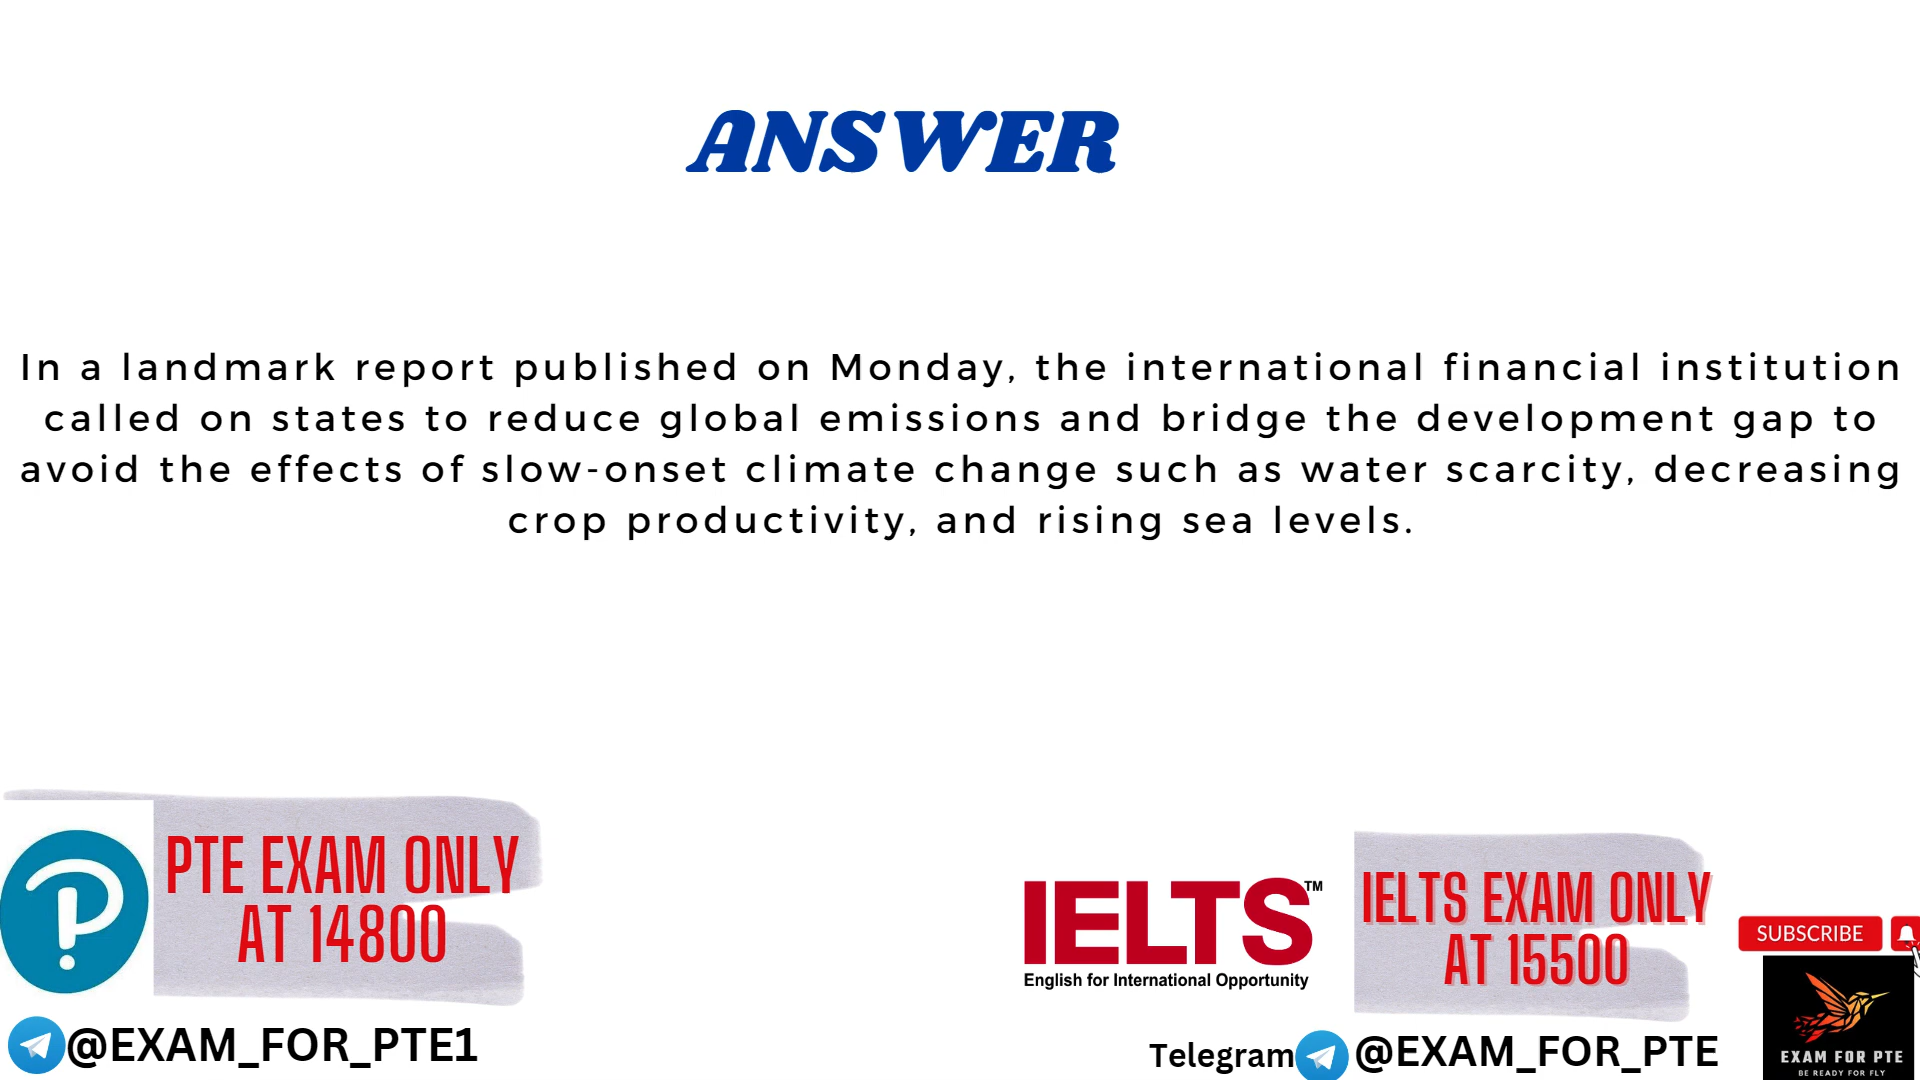 ANSWER
In a landmark report published on Monday, the international financial institution
called on states to reduce global emissions and bridge the development gap to
avoid the effects of slow-onset climate change such as water scarcity, decreasing
crop productivity, and rising sea levels.
PTE EXAM ONLY
AT 14800
@EXAM_FOR_PTE1
IELTS™
English for International Opportunity
IELTS EXAM ONLY
AT 15500
Telegram @EXAM_FOR_PTE
SUBSCRIBE
EXAM FOR PTE
BE READY FOR FLY